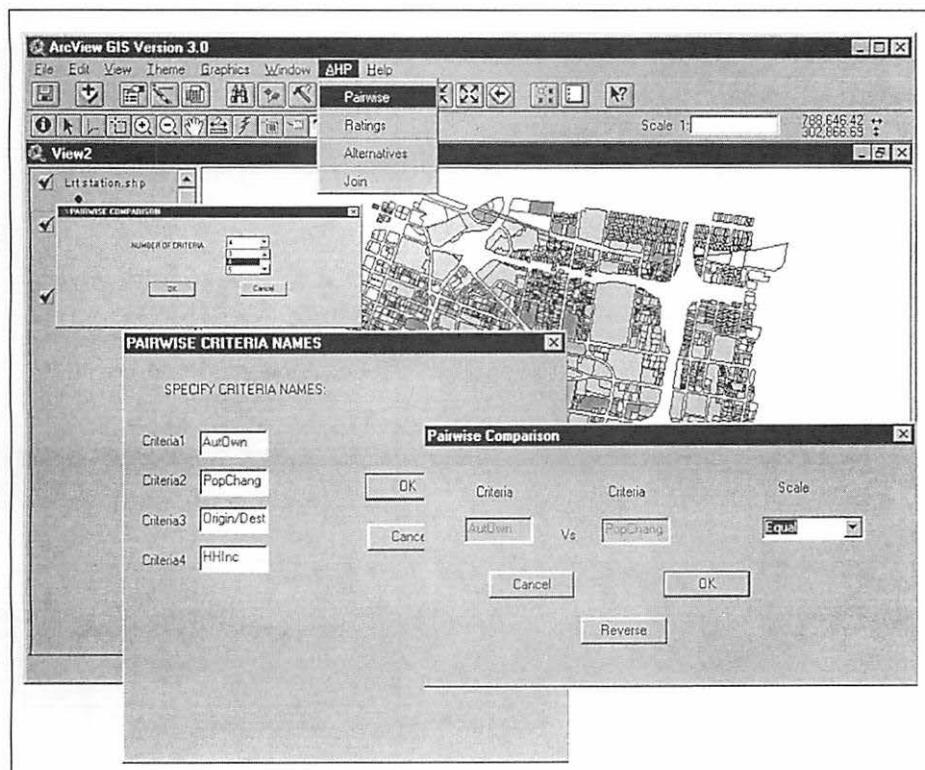 ArcView GIS Version 3.0
File Edit View Theme Graphics Window AHP Help
Pairwise
Ratings
Alternatives
Join
Scale 1:
788,646.42
302,866.69
View2
Lrtstation.shp
PAIRWISE COMPARISON
NUMBER OF CRITERIA
4
3
4
5
OK Cancel
PAIRWISE CRITERIA NAMES
SPECIFY CRITERIA NAMES:
Criteria1 AutOwn
Criteria2 PopChang
Criteria3 Origin/Dest
Criteria4 HHInc
OK
Cance
Pairwise Comparison
Criteria Criteria Scale
AutOwn Vs PopChang Equal
Cancel OK
Reverse